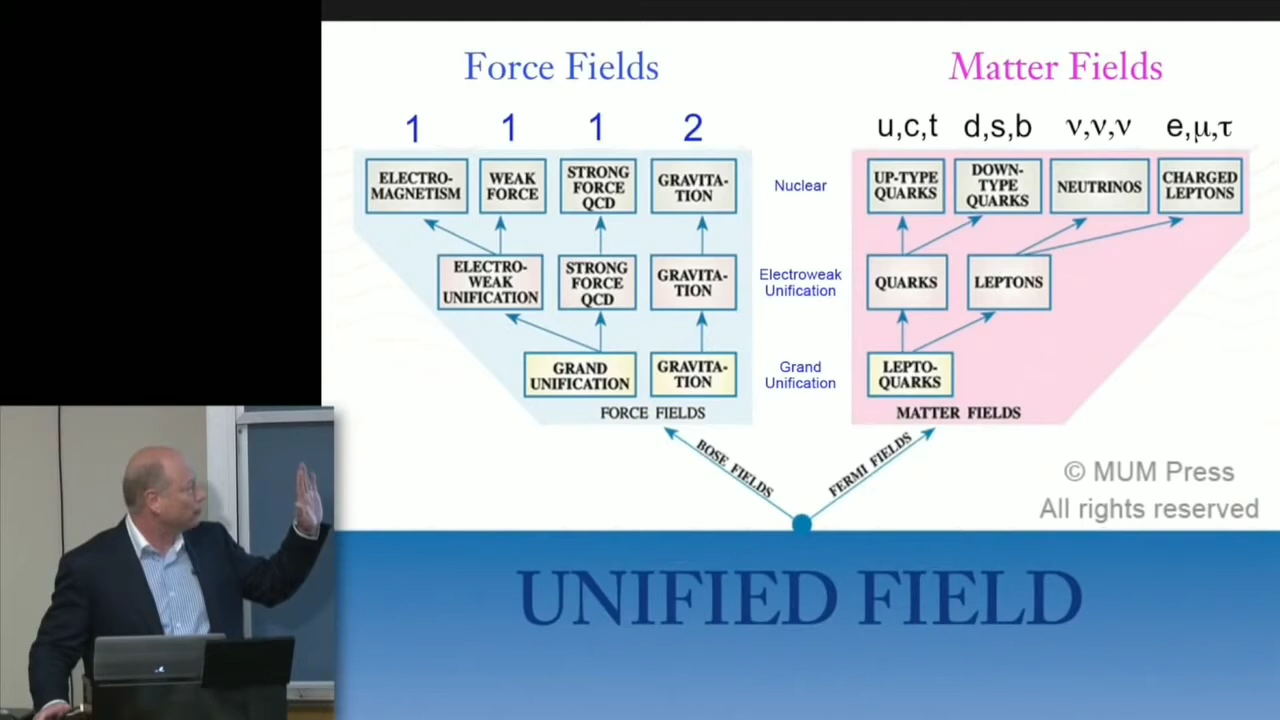 Force Fields
Matter Fields
1 1 1 2
u,c,t d,s,b ν,ν,ν e,μ,τ
ELECTRO-
MAGNETISM
WEAK
FORCE
STRONG
FORCE
QCD
GRAVITA-
TION
Nuclear
UP-TYPE
QUARKS
DOWN-
TYPE
QUARKS
NEUTRINOS
CHARGED
LEPTONS
ELECTRO-
WEAK
UNIFICATION
STRONG
FORCE
QCD
GRAVITA-
TION
Electroweak
Unification
QUARKS
LEPTONS
GRAND
UNIFICATION
GRAVITA-
TION
Grand
Unification
LEPTO-
QUARKS
FORCE FIELDS
MATTER FIELDS
BOSE FIELDS
FERMI FIELDS
© MUM Press
All rights reserved
UNIFIED FIELD